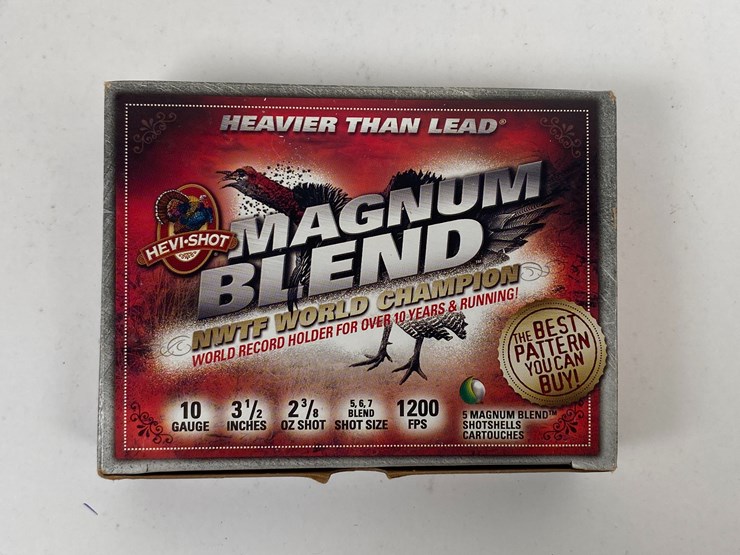 HEAVIER THAN LEAD®
HEVI-SHOT
MAGNUM
BLEND™
NWTF WORLD CHAMPION
WORLD RECORD HOLDER FOR OVER 10 YEARS & RUNNING!
THE BEST
PATTERN
YOU CAN
BUY!
10
GAUGE
3 1/2
INCHES
2 3/8
OZ SHOT
5, 6, 7
BLEND
SHOT SIZE
1200
FPS
5 MAGNUM BLEND™
SHOTSHELLS
CARTOUCHES